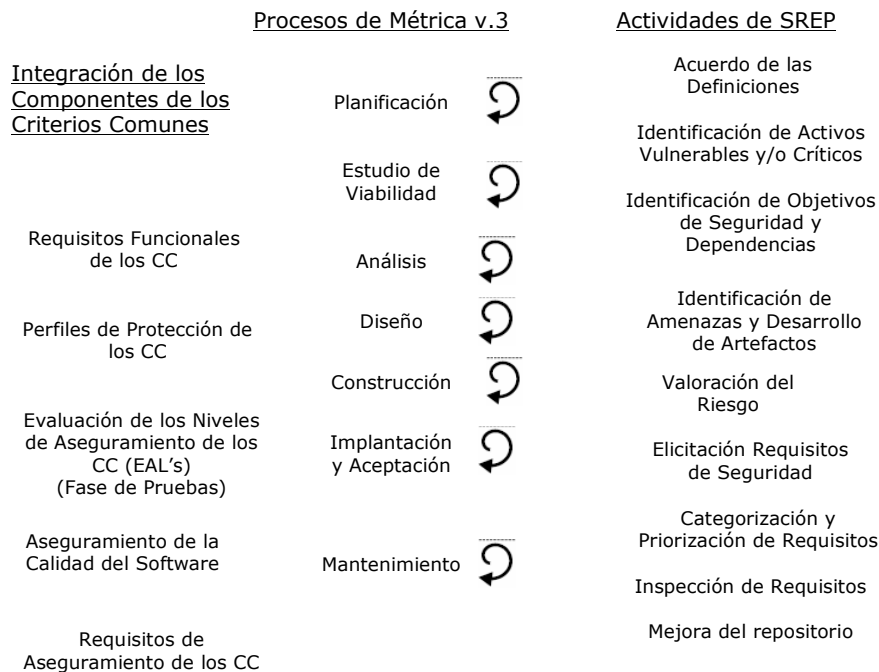 Procesos de Métrica v.3
Actividades de SREP
Integración de los
Componentes de los
Criterios Comunes
Requisitos Funcionales
de los CC
Perfiles de Protección de
los CC
Evaluación de los Niveles
de Aseguramiento de los
CC (EAL's)
(Fase de Pruebas)
Aseguramiento de la
Calidad del Software
Requisitos de
Aseguramiento de los CC
Planificación
Estudio de
Viabilidad
Análisis
Diseño
Construcción
Implantación
y Aceptación
Mantenimiento
Acuerdo de las
Definiciones
Identificación de Activos
Vulnerables y/o Críticos
Identificación de Objetivos
de Seguridad y
Dependencias
Identificación de
Amenazas y Desarrollo
de Artefactos
Valoración del
Riesgo
Elicitación Requisitos
de Seguridad
Categorización y
Priorización de Requisitos
Inspección de Requisitos
Mejora del repositorio